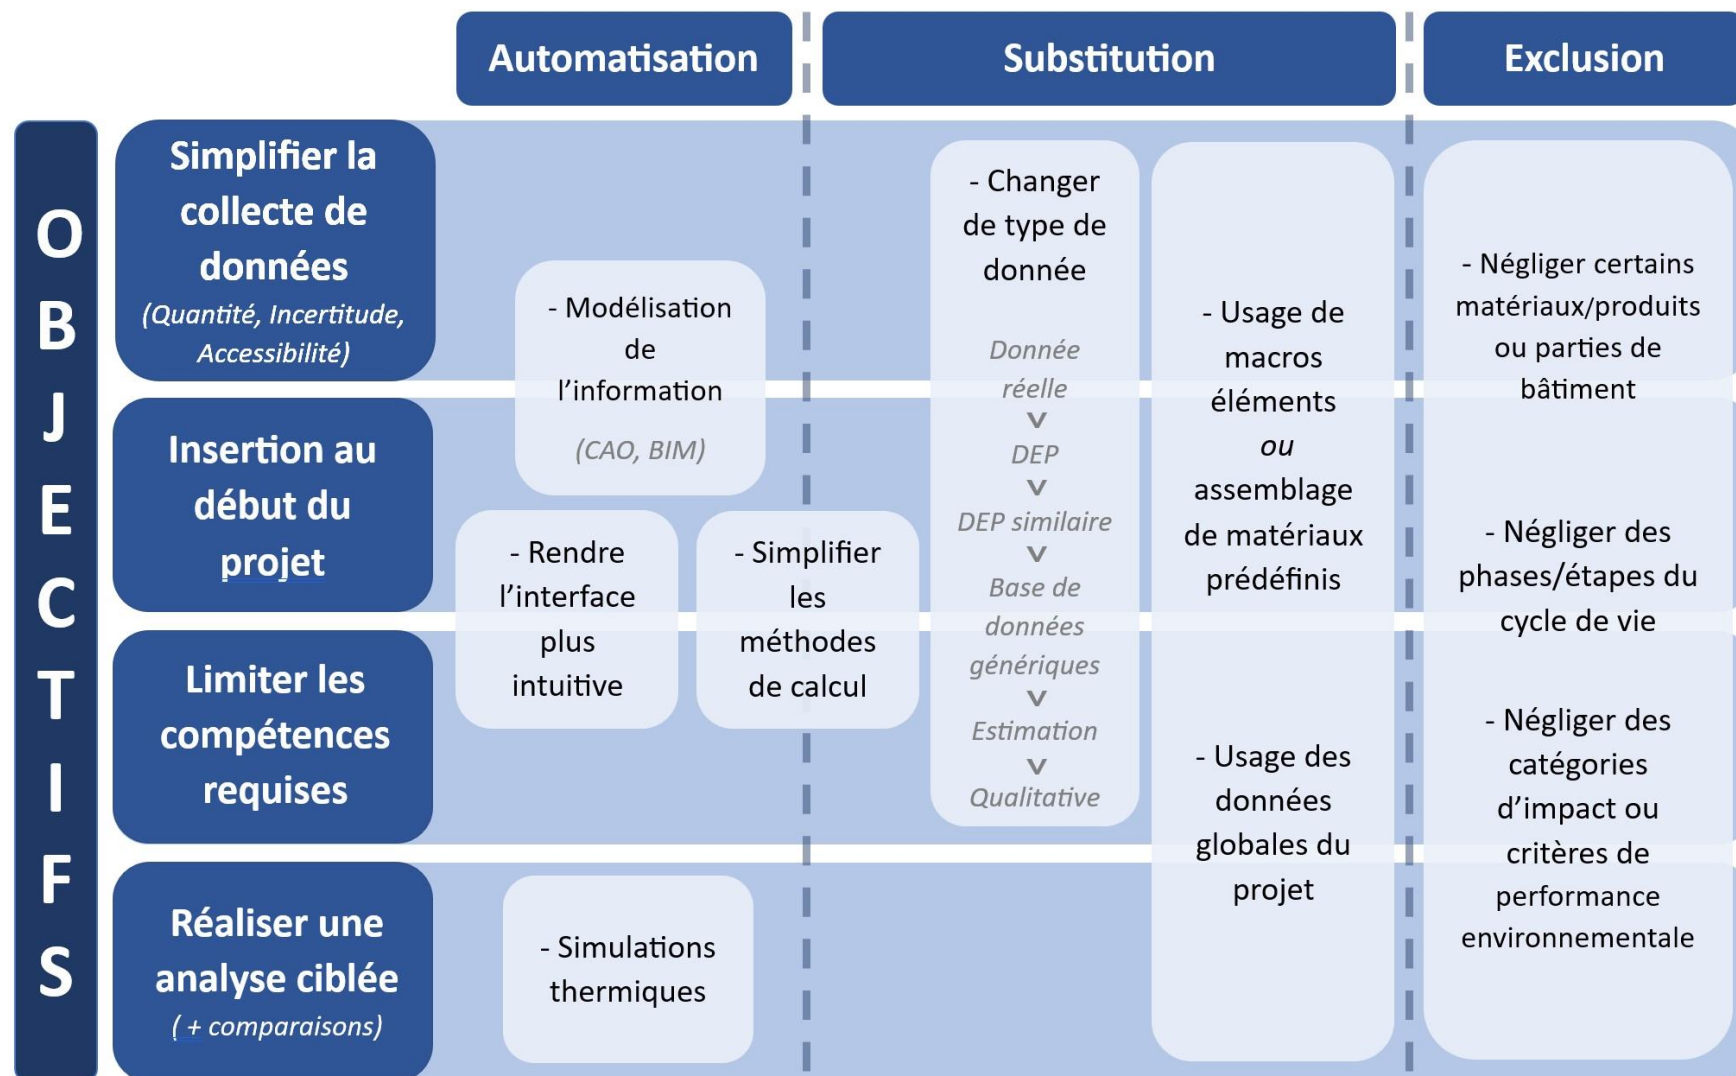 Automatisation
Substitution
Exclusion
OBJECTIFS
Simplifier la
collecte de
données
(Quantité, Incertitude,
Accessibilité)
Insertion au
début du
projet
Limiter les
compétences
requises
Réaliser une
analyse ciblée
( + comparaisons)
- Modélisation
de
l’information
(CAO, BIM)
- Rendre
l’interface
plus
intuitive
- Simplifier
les
méthodes
de calcul
- Simulations
thermiques
- Changer
de type de
donnée
Donnée
réelle
>
DEP
>
DEP similaire
>
Base de
données
génériques
>
Estimation
>
Qualitative
- Usage de
macros
éléments
ou
assemblage
de matériaux
prédéfinis
- Usage des
données
globales du
projet
- Négliger certains
matériaux/produits
ou parties de
bâtiment
- Négliger des
phases/étapes du
cycle de vie
- Négliger des
catégories
d’impact ou
critères de
performance
environnementale